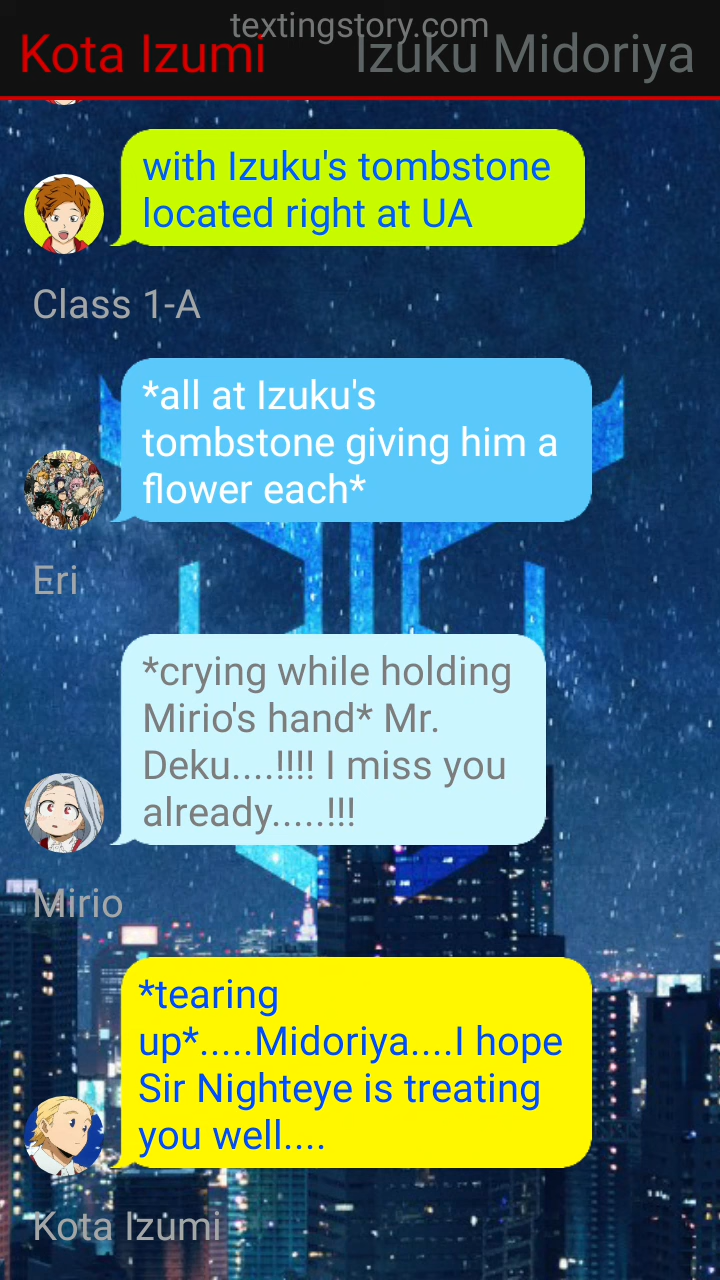 textingstory.com
Kota Izumi
Izuku Midoriya
with Izuku's tombstone
located right at UA
Class 1-A
*all at Izuku's
tombstone giving him a
flower each*
Eri
*crying while holding
Mirio's hand* Mr.
Deku....!!!! I miss you
already.....!!!
Mirio
*tearing
up*.....Midoriya....I hope
Sir Nighteye is treating
you well....
Kota Izumi